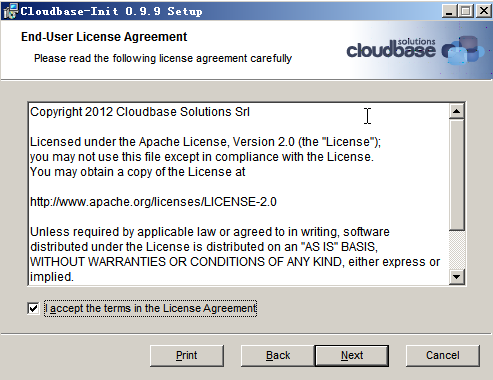 Cloudbase-Init 0.9.9 Setup
End-User License Agreement
Please read the following license agreement carefully
solutions
cloudbase
Copyright 2012 Cloudbase Solutions Srl
Licensed under the Apache License, Version 2.0 (the "License");
you may not use this file except in compliance with the License.
You may obtain a copy of the License at
http://www.apache.org/licenses/LICENSE-2.0
Unless required by applicable law or agreed to in writing, software
distributed under the License is distributed on an "AS IS" BASIS,
WITHOUT WARRANTIES OR CONDITIONS OF ANY KIND, either express or
implied.
I accept the terms in the License Agreement
Print Back Next Cancel